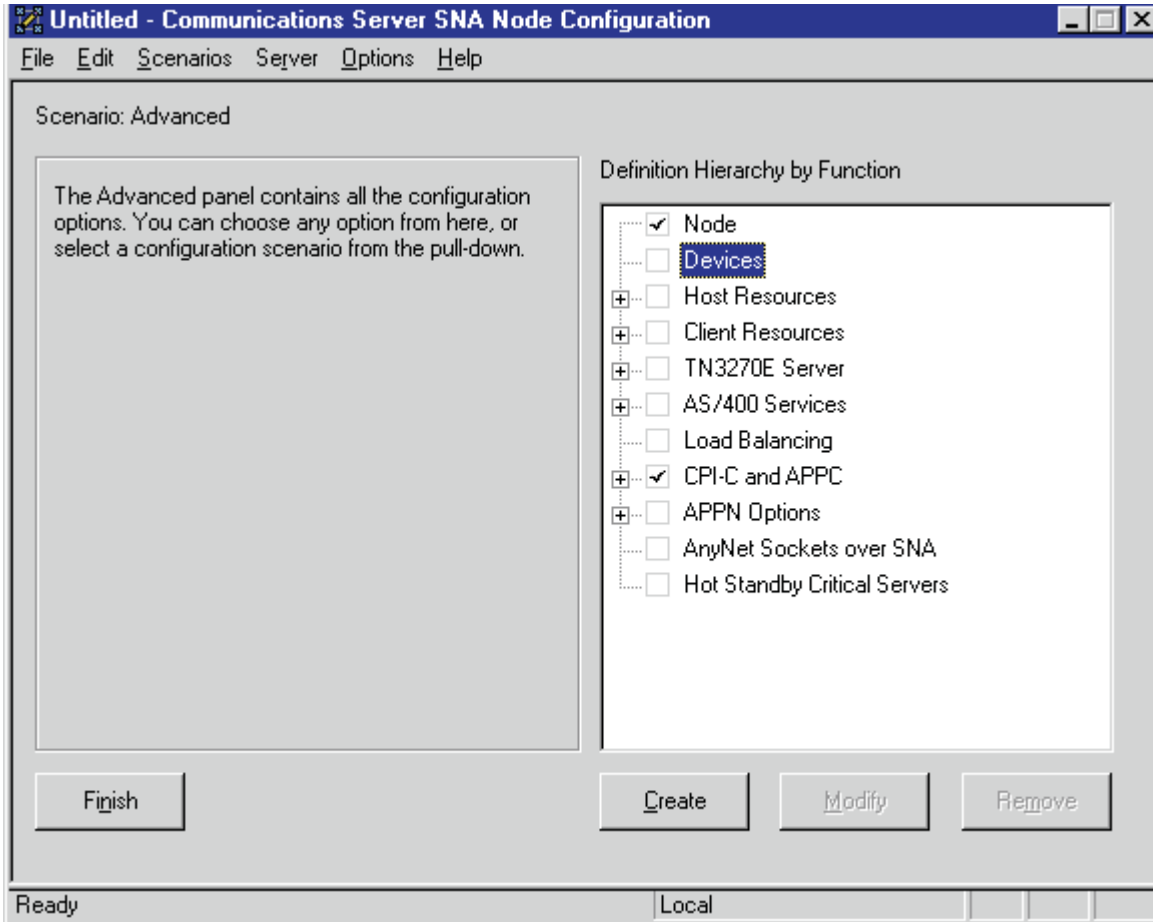 Untitled - Communications Server SNA Node Configuration
File Edit Scenarios Server Options Help
Scenario: Advanced
The Advanced panel contains all the configuration
options. You can choose any option from here, or
select a configuration scenario from the pull-down.
Definition Hierarchy by Function
Node
Devices
Host Resources
Client Resources
TN3270E Server
AS/400 Services
Load Balancing
CPI-C and APPC
APPN Options
AnyNet Sockets over SNA
Hot Standby Critical Servers
Finish
Create
Modify
Remove
Ready
Local